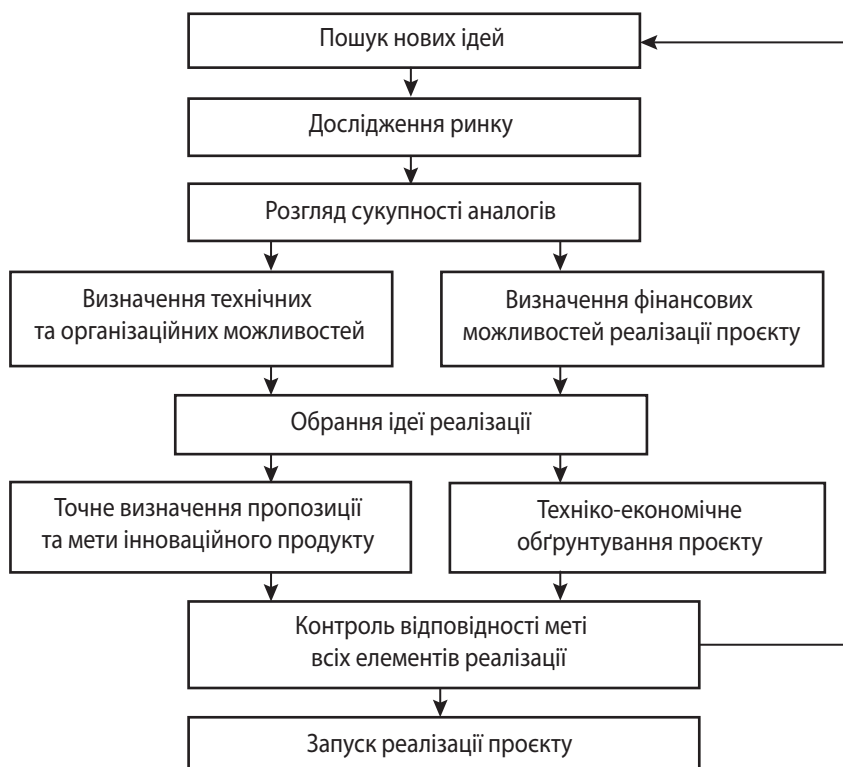 Пошук нових ідей
Дослідження ринку
Розгляд сукупності аналогів
Визначення технічних
та організаційних можливостей
Визначення фінансових
можливостей реалізації проєкту
Обрання ідеї реалізації
Точне визначення пропозиції
та мети інноваційного продукту
Техніко-економічне
обґрунтування проєкту
Контроль відповідності меті
всіх елементів реалізації
Запуск реалізації проєкту